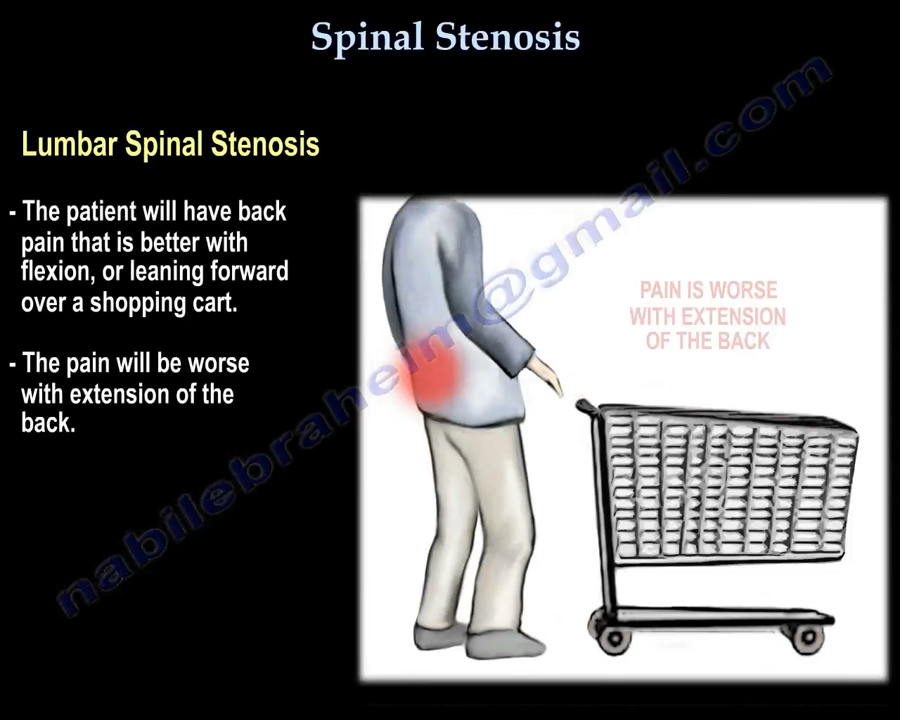 Spinal Stenosis
Lumbar Spinal Stenosis
- The patient will have back
pain that is better with
flexion, or leaning forward
over a shopping cart.
- The pain will be worse
with extension of the
back.
PAIN IS WORSE
WITH EXTENSION
OF THE BACK
nabilebraheim@gmail.com